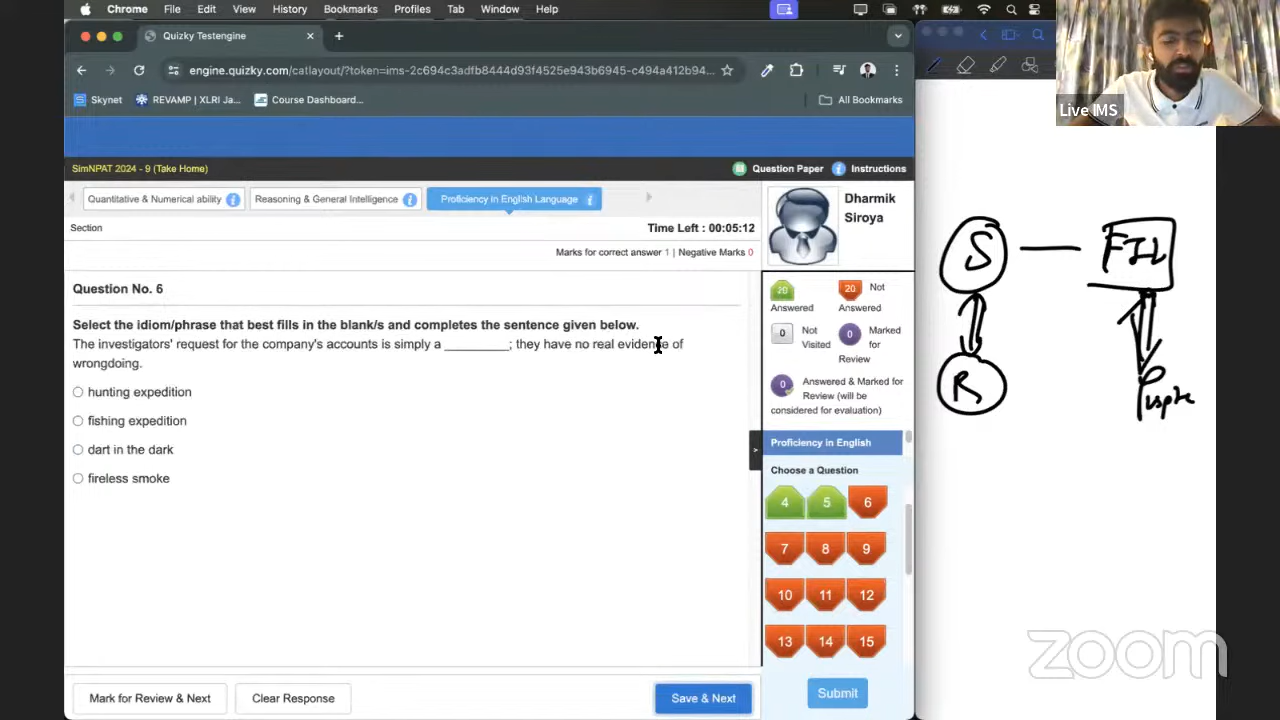 Chrome File Edit View History Bookmarks Profiles Tab Window Help
Quizky Testengine
engine.quizky.com/catlayout/?token=ims-2c694c3adfb8444d93f4525e943b6945-c494a412b94...
Skynet REVAMP | XLRI Ja... Course Dashboard... All Bookmarks
Live IMS
SimNPAT 2024 - 9 (Take Home) Question Paper Instructions
Quantitative & Numerical ability Reasoning & General Intelligence Proficiency in English Language
Section Time Left : 00:05:12
Marks for correct answer 1 | Negative Marks 0
Dharmik
Siroya
Question No. 6
Select the idiom/phrase that best fills in the blank/s and completes the sentence given below.
The investigators' request for the company's accounts is simply a _________; they have no real evidence of
wrongdoing.
hunting expedition
fishing expedition
dart in the dark
fireless smoke
20 Answered
20 Not Answered
0 Not Visited
0 Marked for Review
0 Answered & Marked for Review (will be considered for evaluation)
Proficiency in English
Choose a Question
4 5 6
7 8 9
10 11 12
13 14 15
Mark for Review & Next Clear Response Save & Next Submit
S FIL
R
zoom